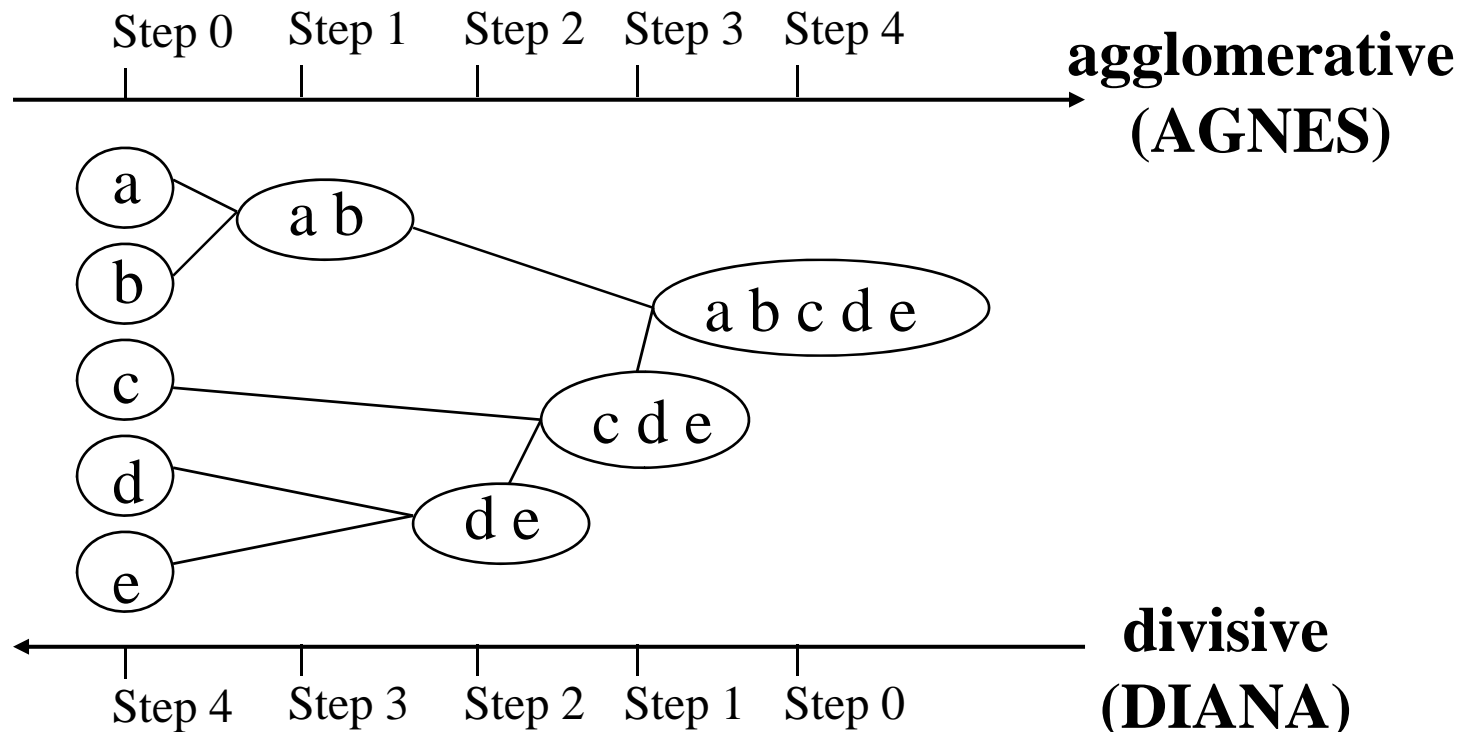 Step 0 Step 1 Step 2 Step 3 Step 4
agglomerative
(AGNES)
a
a b
b
a b c d e
c
c d e
d
d e
e
divisive
(DIANA)
Step 4 Step 3 Step 2 Step 1 Step 0